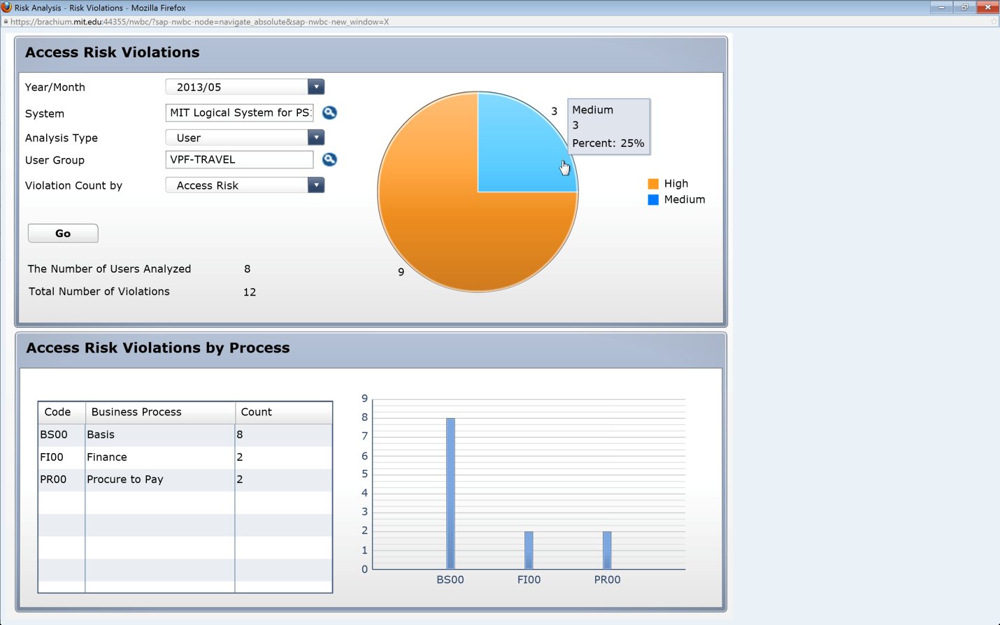 Risk Analysis - Risk Violations - Mozilla Firefox
https://brachium.mit.edu:44355/nwbc/?sap-nwbc-node=navigate_absolute&sap-nwbc-new_window=X
Access Risk Violations
Year/Month 2013/05
System MIT Logical System for PS
Analysis Type User
User Group VPF-TRAVEL
Violation Count by Access Risk
Go
The Number of Users Analyzed 8
Total Number of Violations 12
3
Medium
3
Percent: 25%
High
Medium
9
Access Risk Violations by Process
Code Business Process Count
BS00 Basis 8
FI00 Finance 2
PR00 Procure to Pay 2
9
8
7
6
5
4
3
2
1
0
BS00 FI00 PR00